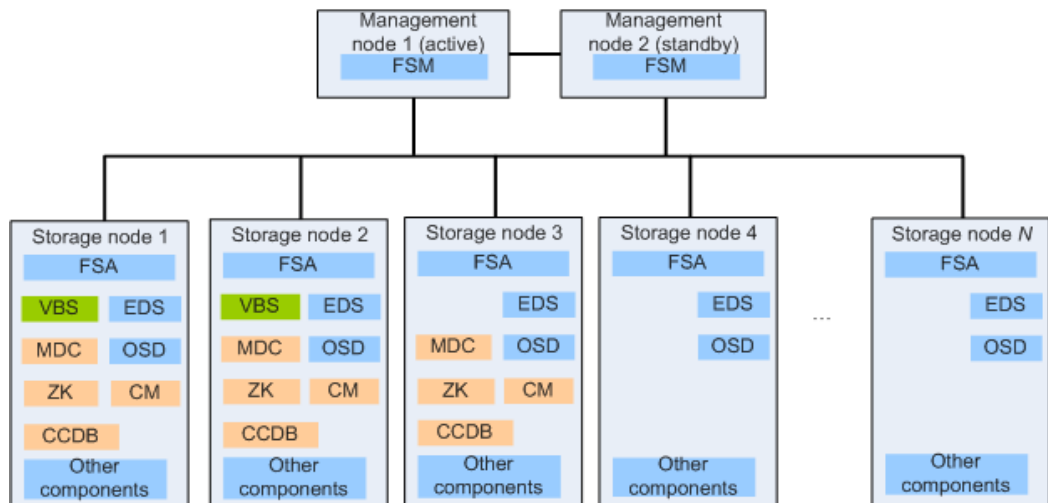 Management
node 1 (active)
FSM
Management
node 2 (standby)
FSM
Storage node 1
FSA
VBS
EDS
MDC
OSD
ZK
CM
CCDB
Other
components
Storage node 2
FSA
VBS
EDS
MDC
OSD
ZK
CM
CCDB
Other
components
Storage node 3
FSA
EDS
MDC
OSD
ZK
CM
CCDB
Other
components
Storage node 4
FSA
EDS
OSD
Other
components
...
Storage node N
FSA
EDS
OSD
Other
components